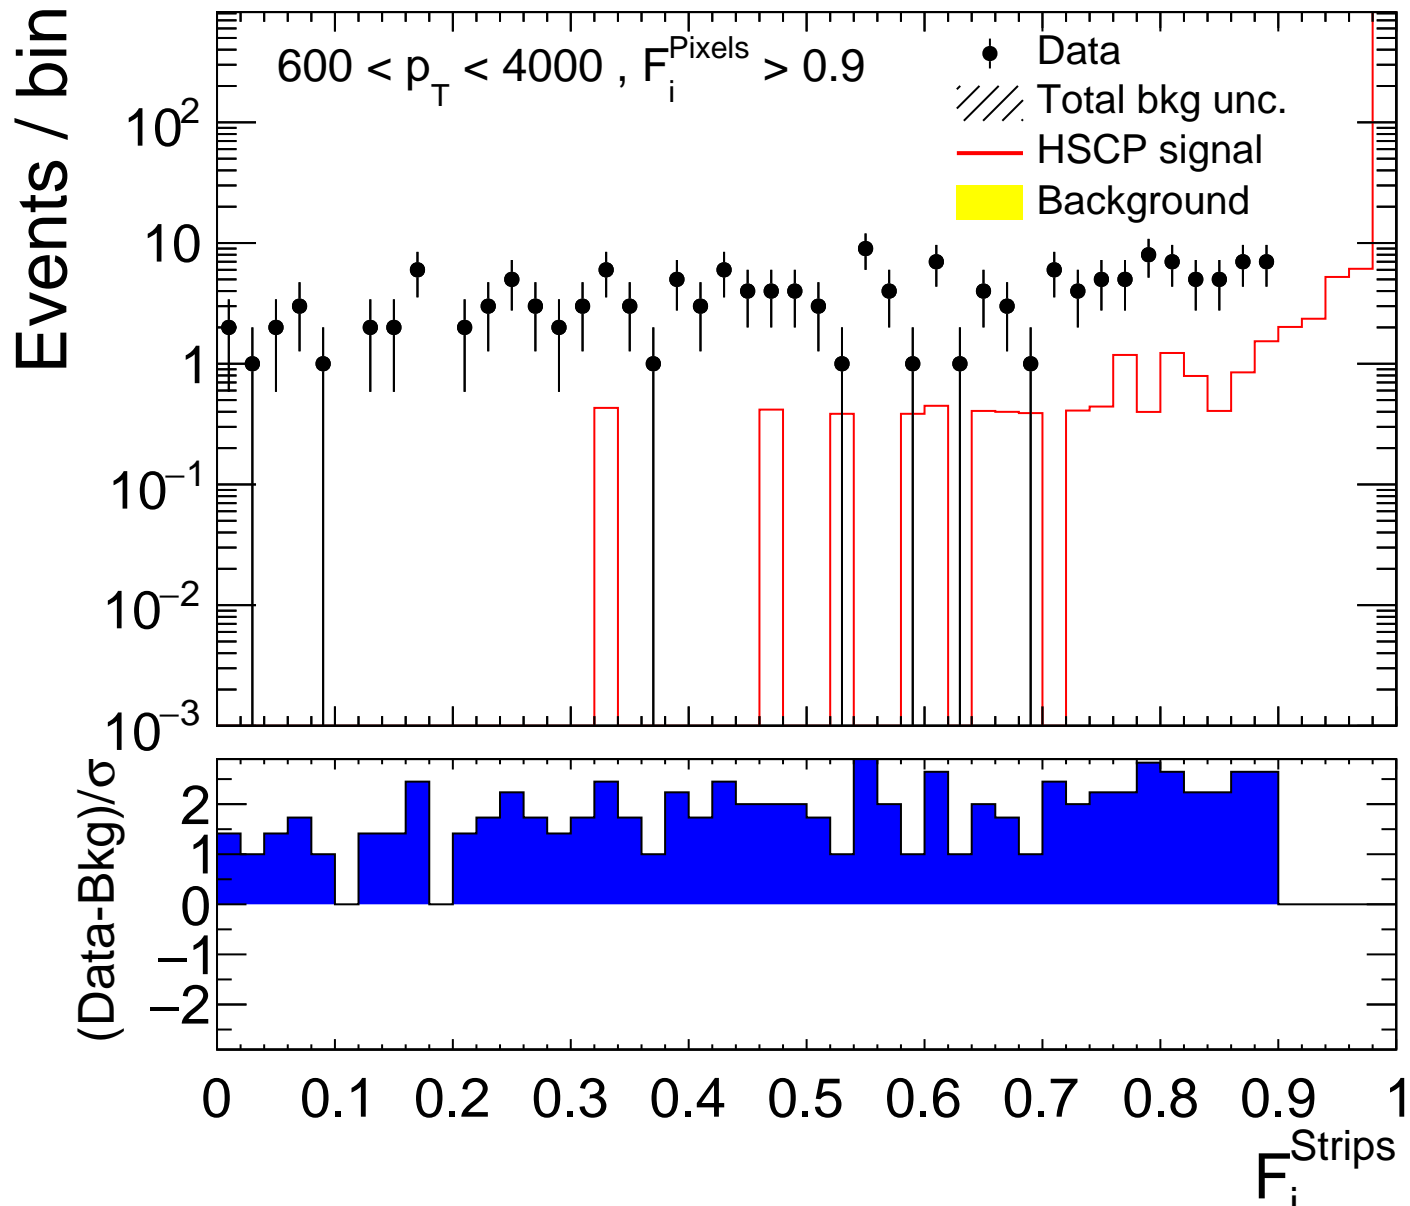 Events / bin
600 < p_T < 4000 , F_i^Pixels > 0.9
Data
Total bkg unc.
HSCP signal
Background
10²
10
1
10⁻¹
10⁻²
10⁻³
(Data-Bkg)/σ
2
1
0
−1
−2
0 0.1 0.2 0.3 0.4 0.5 0.6 0.7 0.8 0.9 1
F_i^Strips